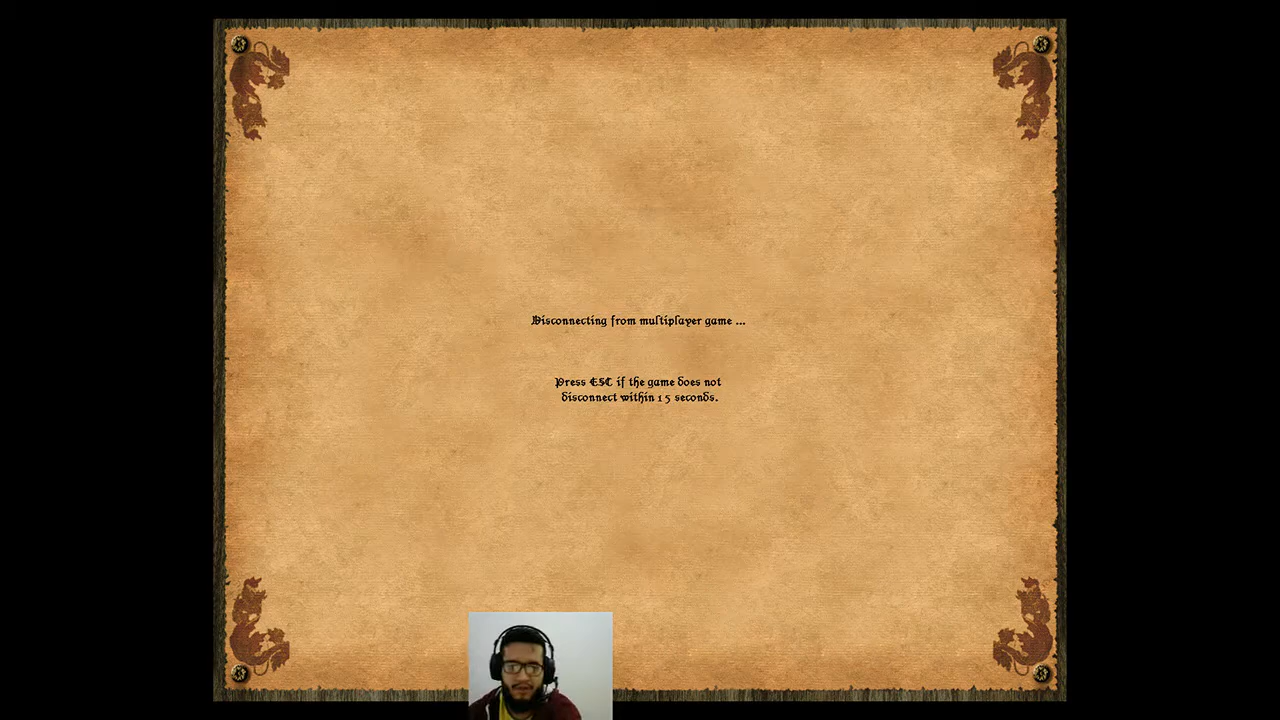 Disconnecting from multiplayer game ...
Press ESC if the game does not
disconnect within 15 seconds.